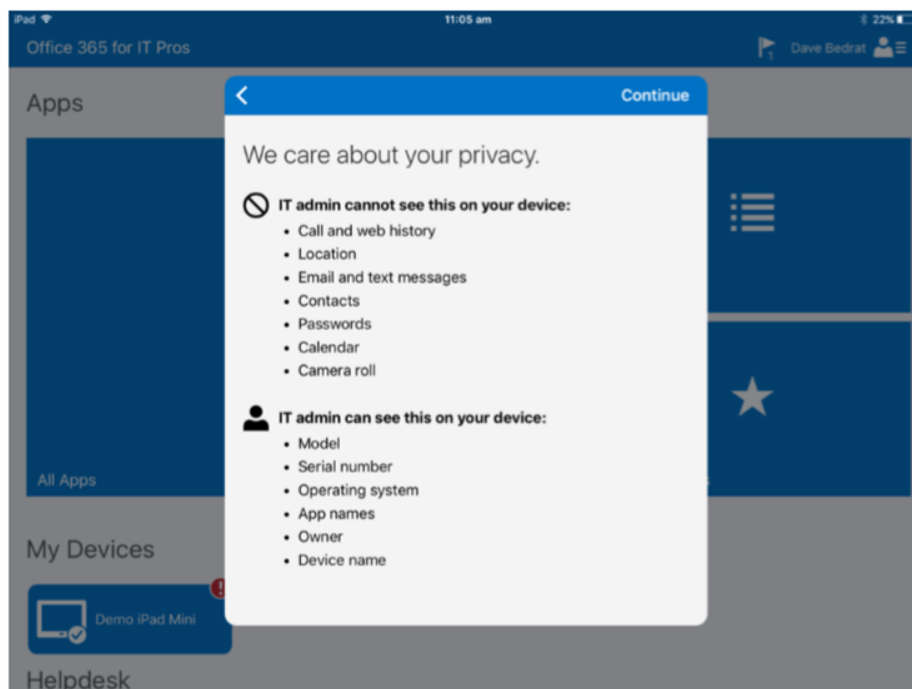 iPad 11:05 am 22%
Office 365 for IT Pros 1 Dave Bedrat
Apps
Continue
We care about your privacy.
IT admin cannot see this on your device:
• Call and web history
• Location
• Email and text messages
• Contacts
• Passwords
• Calendar
• Camera roll
IT admin can see this on your device:
• Model
• Serial number
• Operating system
• App names
• Owner
• Device name
All Apps
My Devices
Demo iPad Mini
Helpdesk